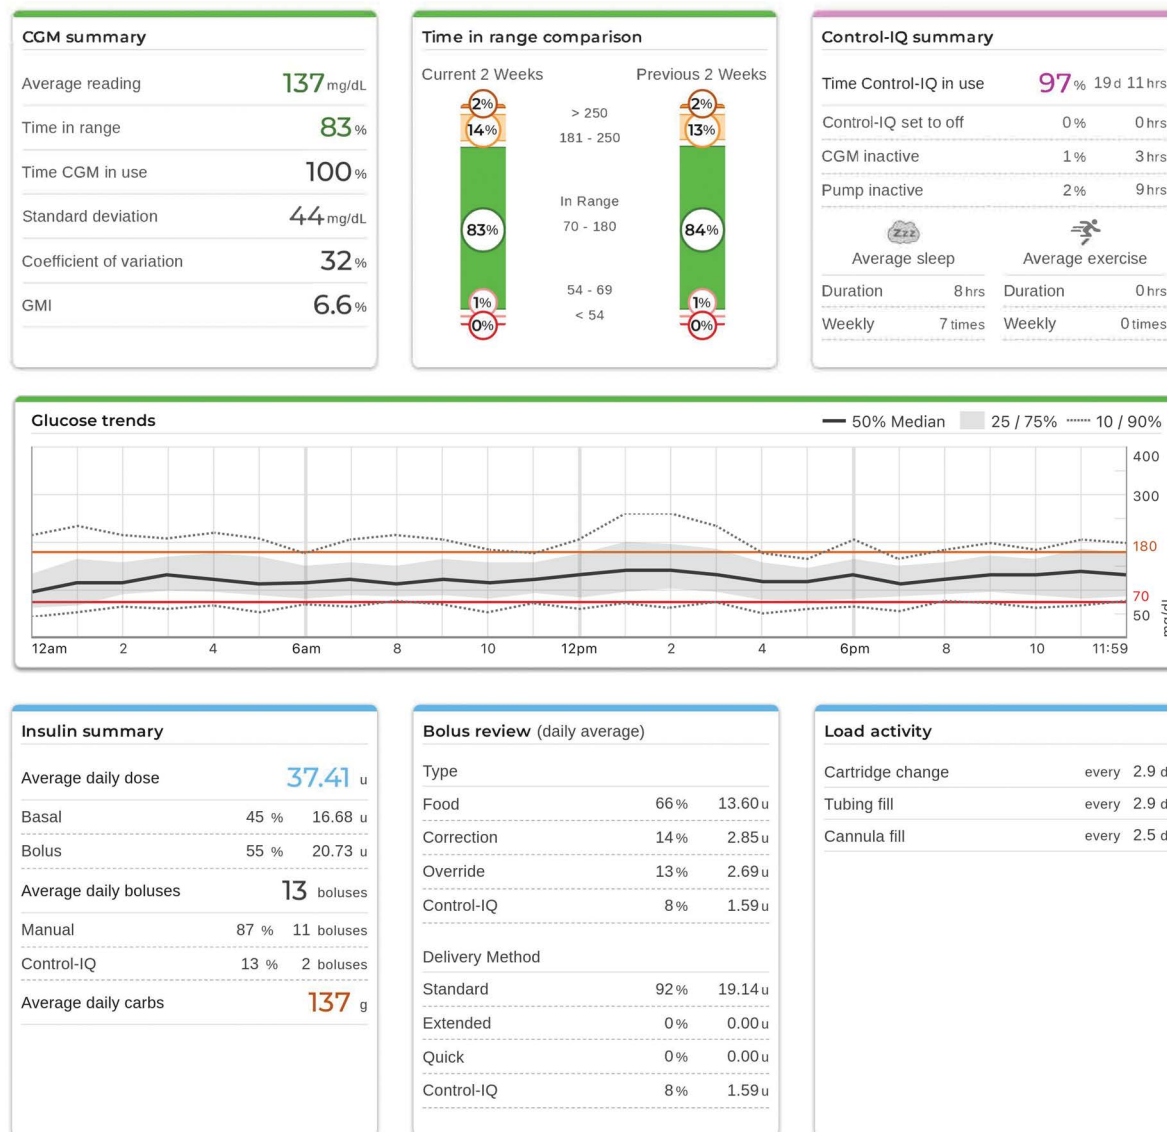 CGM summary
Average reading 137 mg/dL
Time in range 83 %
Time CGM in use 100 %
Standard deviation 44 mg/dL
Coefficient of variation 32 %
GMI 6.6 %
Time in range comparison
Current 2 Weeks Previous 2 Weeks
2% > 250 2%
14% 181 - 250 13%
In Range
83% 70 - 180 84%
1% 54 - 69 1%
0% < 54 0%
Control-IQ summary
Time Control-IQ in use 97 % 19 d 11 hrs
Control-IQ set to off 0 % 0 hrs
CGM inactive 1 % 3 hrs
Pump inactive 2 % 9 hrs
Zzz
Average sleep Average exercise
Duration 8 hrs Duration 0 hrs
Weekly 7 times Weekly 0 times
Glucose trends 50% Median 25 / 75% 10 / 90%
400
300
180
70
50
mg/dL
12am 2 4 6am 8 10 12pm 2 4 6pm 8 10 11:59
Insulin summary
Average daily dose 37.41 u
Basal 45 % 16.68 u
Bolus 55 % 20.73 u
Average daily boluses 13 boluses
Manual 87 % 11 boluses
Control-IQ 13 % 2 boluses
Average daily carbs 137 g
Bolus review (daily average)
Type
Food 66 % 13.60 u
Correction 14 % 2.85 u
Override 13 % 2.69 u
Control-IQ 8 % 1.59 u
Delivery Method
Standard 92 % 19.14 u
Extended 0 % 0.00 u
Quick 0 % 0.00 u
Control-IQ 8 % 1.59 u
Load activity
Cartridge change every 2.9 d
Tubing fill every 2.9 d
Cannula fill every 2.5 d